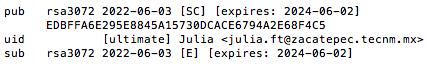 pub   rsa3072 2022-06-03 [SC] [expires: 2024-06-02]
      EDBFFA6E295E8845A15730DCACE6794A2E68F4C5
uid           [ultimate] Julia <julia.ft@zacatepec.tecnm.mx>
sub   rsa3072 2022-06-03 [E] [expires: 2024-06-02]